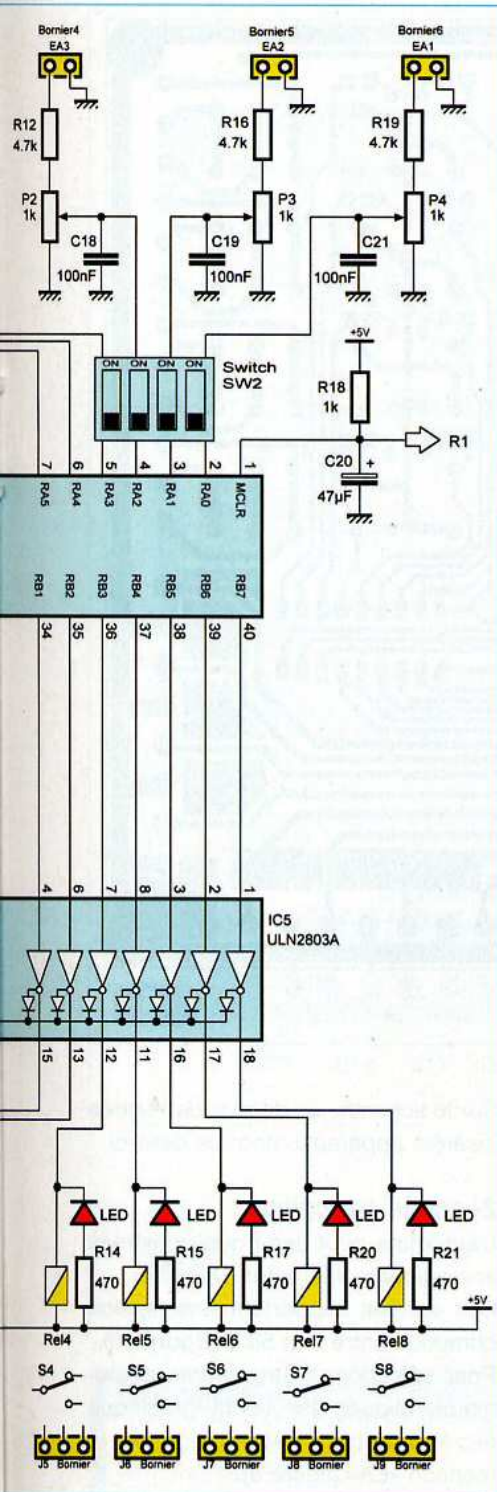 Bornier4 Bornier5 Bornier6
EA3 EA2 EA1
R12 R16 R19
4.7k 4.7k 4.7k
P2 P3 P4
1k 1k 1k
C18 C19 C21
100nF 100nF 100nF
ON ON ON ON
Switch
SW2
+5V
R18
1k
R1
C20 +
47µF
7 6 5 4 3 2 1
RA5 RA4 RA3 RA2 RA1 RA0 MCLR
RB1 RB2 RB3 RB4 RB5 RB6 RB7
34 35 36 37 38 39 40
4 6 7 8 3 2 1
IC5
ULN2803A
15 13 12 11 16 17 18
LED LED LED LED LED
R14 R15 R17 R20 R21
470 470 470 470 470
+5V
Rel4 Rel5 Rel6 Rel7 Rel8
S4 S5 S6 S7 S8
J5 Bornier J6 Bornier J7 Bornier J8 Bornier J9 Bornier